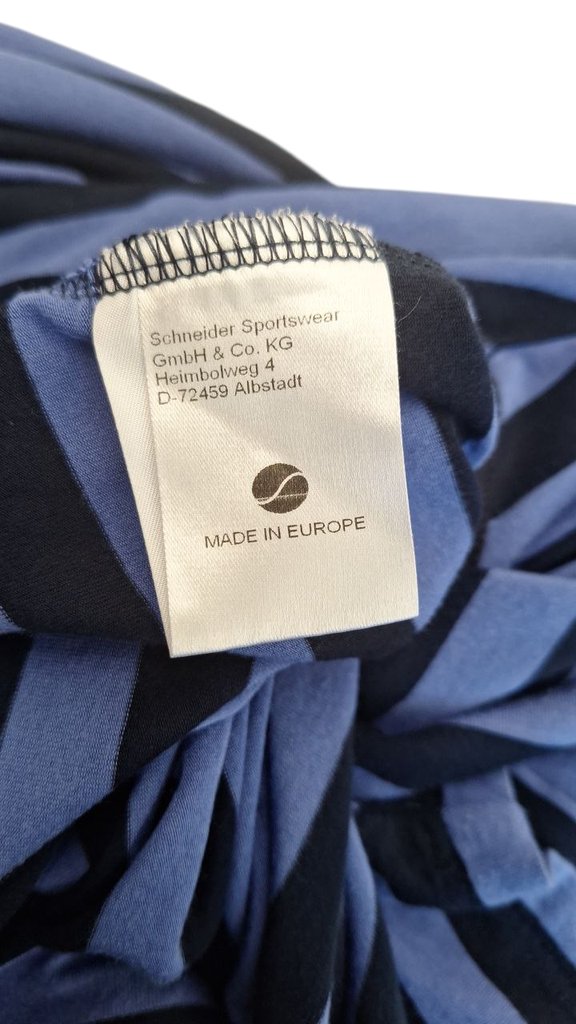 Schneider Sportswear
GmbH & Co. KG
Heimbolweg 4
D-72459 Albstadt
MADE IN EUROPE